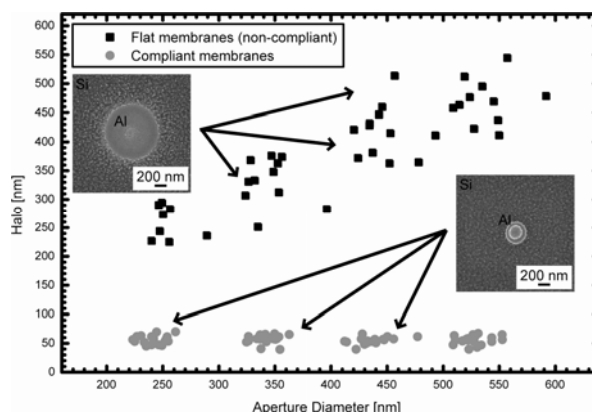 Flat membranes (non-compliant)
Compliant membranes
Si
Al
200 nm
Si
Al
200 nm
Halo [nm]
600
550
500
450
400
350
300
250
200
150
100
50
0
200 250 300 350 400 450 500 550 600
Aperture Diameter [nm]